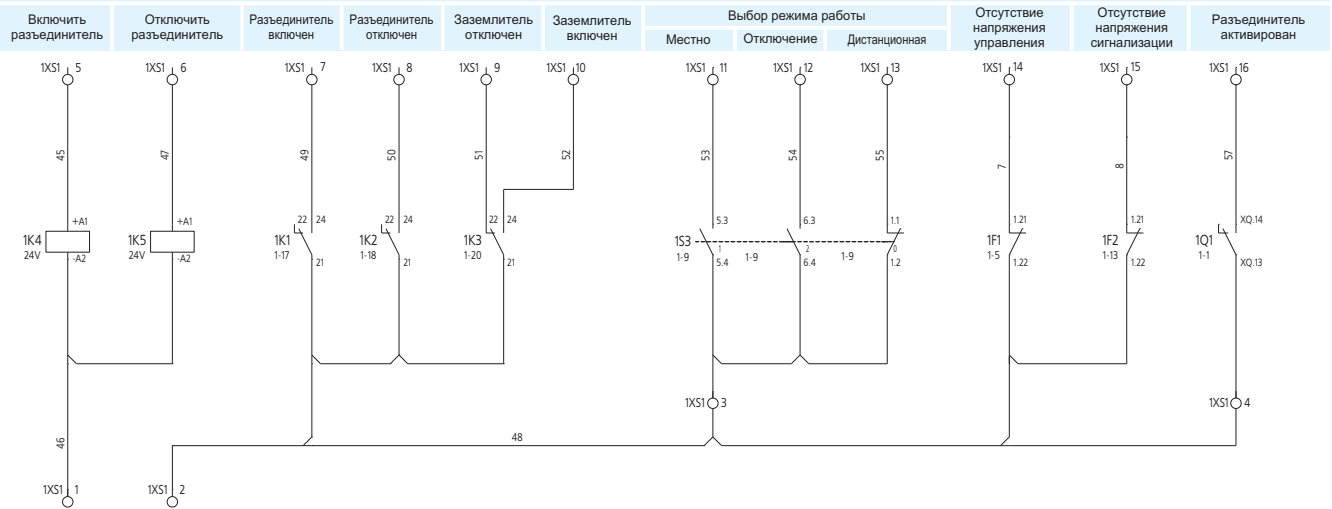 Включить разъединитель
Отключить разъединитель
Разъединитель включен
Разъединитель отключен
Заземлитель отключен
Заземлитель включен
Выбор режима работы
Местно
Отключение
Дистанционная
Отсутствие напряжения управления
Отсутствие напряжения сигнализации
Разъединитель активирован
1XS1 5
1XS1 6
1XS1 7
1XS1 8
1XS1 9
1XS1 10
1XS1 11
1XS1 12
1XS1 13
1XS1 14
1XS1 15
1XS1 16
45
47
49
50
51
52
53
54
55
7
8
57
+A1
1K4
24V
-A2
+A1
1K5
24V
-A2
22 24
1K1
1-17
21
22 24
1K2
1-18
21
22 24
1K3
1-20
21
5.3
1S3
1
1-9
5.4
6.3
2
1-9
6.4
1.1
0
1-9
1.2
1.21
1F1
1-5
1.22
1.21
1F2
1-13
1.22
XQ.14
1Q1
1-1
XQ.13
1XS1 3
1XS1 4
46
48
1XS1 1
1XS1 2